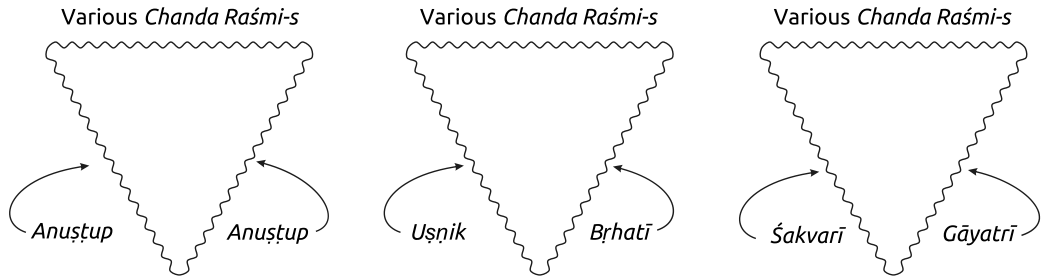 Various Chanda Raśmi-s
Various Chanda Raśmi-s
Various Chanda Raśmi-s
Anuṣṭup
Anuṣṭup
Uṣṇik
Bṛhatī
Śakvarī
Gāyatrī